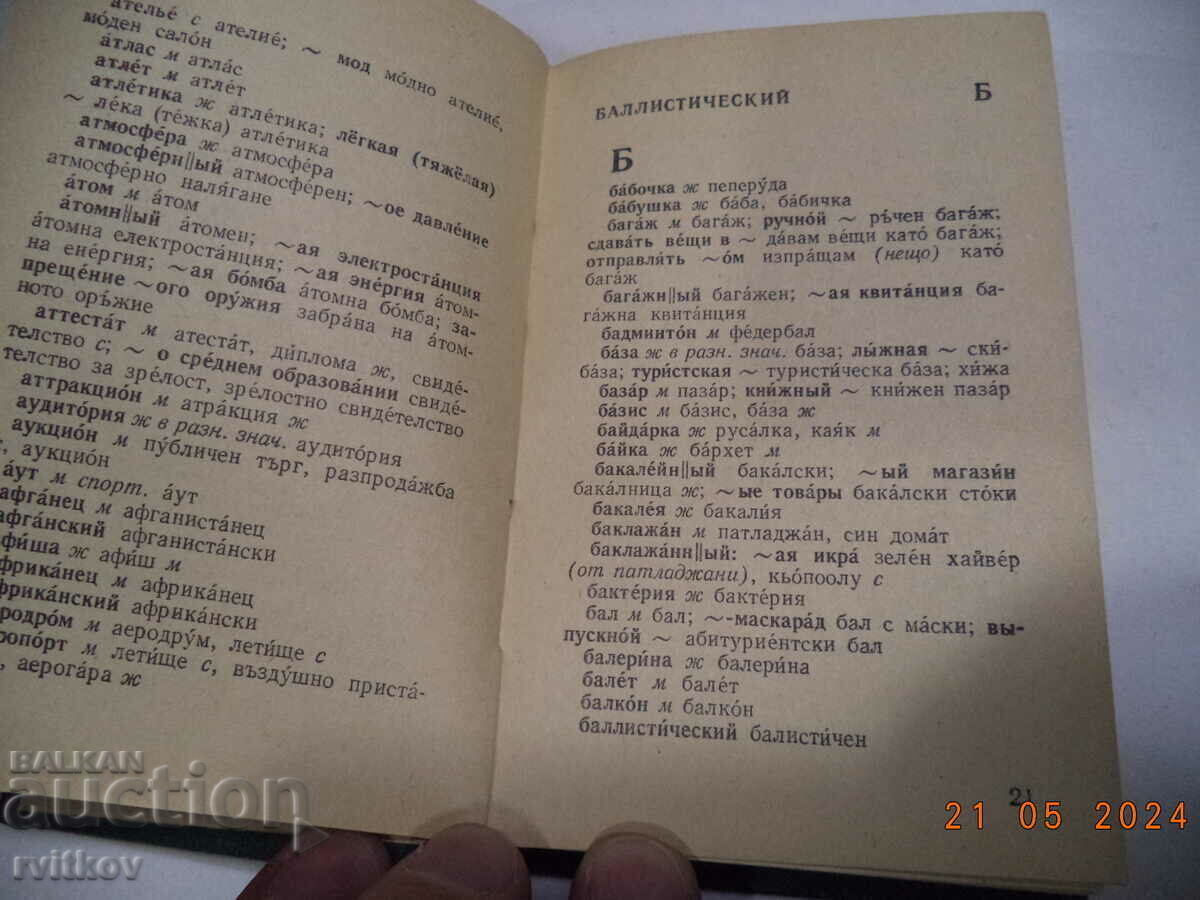 ателье́ с ателие́; ~ мод мо́дно ателие́,
мо́ден сало́н
а́тлас м атла́с
атле́т м атле́т
атле́тика ж атле́тика; лёгкая (тяжёлая)
~ ле́ка (те́жка) атле́тика
атмосфе́ра ж атмосфе́ра
атмосфе́рн||ый атмосфе́рен; ~ое давле́ние
атмосфе́рно наля́гане
а́том м а́том
а́томн||ый а́томен; ~ая электроста́нция
а́томна електроста́нция; ~ая эне́ргия а́том-
на ене́ргия; ~ая бо́мба а́томна бо́мба; за-
преще́ние ~ого ору́жия забра́на на а́том-
ното оръ́жие
аттеста́т м атеста́т, ди́плома ж, свиде́-
телство с; ~ о сре́днем образова́нии свиде́-
телство за зре́лост, зре́лостно свиде́телство
аттракцио́н м атра́кция ж
аудито́рия ж в разн. знач. аудито́рия
аукцио́н м пу́бличен търг, разпрода́жба
, аукцио́н
а́ут м спорт. а́ут
афга́нец м афганиста́нец
афга́нский афганиста́нски
фи́ша ж афи́ш м
фрика́нец м африка́нец
фрика́нский африка́нски
родро́м м аеродру́м, лети́ще с
ропо́рт м лети́ще с, възду́шно приста́-
, аерога́ра ж
БАЛЛИСТИЧЕСКИЙ Б
Б
ба́бочка ж пеперу́да
ба́бушка ж ба́ба, ба́бичка
бага́ж м бага́ж; ручно́й ~ ръ́чен бага́ж;
сдава́ть ве́щи в ~ да́вам ве́щи като́ бага́ж;
отправля́ть ~о́м изпра́щам (нещо) като́
бага́ж
бага́жн||ый бага́жен; ~ая квита́нция ба-
га́жна квита́нция
бадминто́н м фе́дербал
ба́за ж в разн. знач. ба́за; лы́жная ~ ски́-
ба́за; тури́стская ~ туристи́ческа ба́за; хи́жа
база́р м паза́р; кни́жный ~ кни́жен паза́р
ба́зис м ба́зис, ба́за ж
байда́рка ж руса́лка, кая́к м
ба́йка ж ба́рхет м
бакале́йн||ый бака́лски; ~ый магази́н
бака́лница ж; ~ые това́ры бака́лски сто́ки
бакале́я ж бакали́я
баклажа́н м патладжа́н, син дома́т
баклажа́нн||ый: ~ая икра́ зеле́н хайве́р
(от патладжани), кьопоолу́ с
бакте́рия ж бакте́рия
бал м бал; ~-маскара́д бал с ма́ски; вы-
пускно́й ~ абитурие́нтски бал
балери́на ж балери́на
бале́т м бале́т
балко́н м балко́н
баллисти́ческий балисти́чен
21
21 05 2024
BALKAN
auction
rvitkov